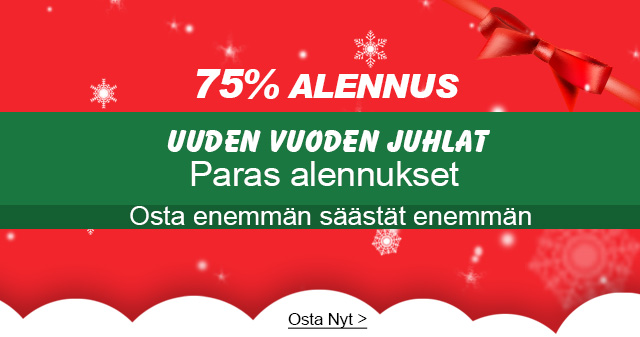 75% ALENNUS
UUDEN VUODEN JUHLAT
Paras alennukset
Osta enemmän säästät enemmän
Osta Nyt >